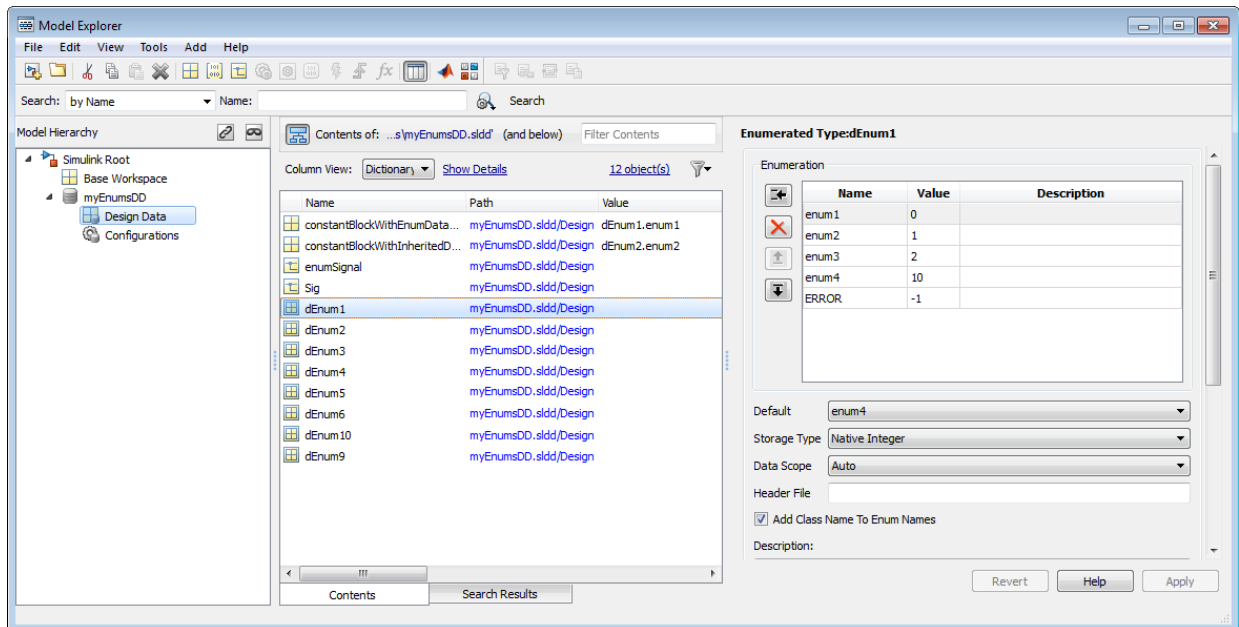 Model Explorer
File Edit View Tools Add Help
fx
Search: by Name Name: Search
Model Hierarchy
Simulink Root
Base Workspace
myEnumsDD
Design Data
Configurations
Contents of: ...s\myEnumsDD.sldd' (and below) Filter Contents
Column View: Dictionary Show Details 12 object(s)
Name Path Value
constantBlockWithEnumData... myEnumsDD.sldd/Design dEnum1.enum1
constantBlockWithInheritedD... myEnumsDD.sldd/Design dEnum2.enum2
enumSignal myEnumsDD.sldd/Design
Sig myEnumsDD.sldd/Design
dEnum1 myEnumsDD.sldd/Design
dEnum2 myEnumsDD.sldd/Design
dEnum3 myEnumsDD.sldd/Design
dEnum4 myEnumsDD.sldd/Design
dEnum5 myEnumsDD.sldd/Design
dEnum6 myEnumsDD.sldd/Design
dEnum10 myEnumsDD.sldd/Design
dEnum9 myEnumsDD.sldd/Design
Contents Search Results
Enumerated Type:dEnum1
Enumeration
Name Value Description
enum1 0
enum2 1
enum3 2
enum4 10
ERROR -1
Default enum4
Storage Type Native Integer
Data Scope Auto
Header File
Add Class Name To Enum Names
Description:
Revert Help Apply